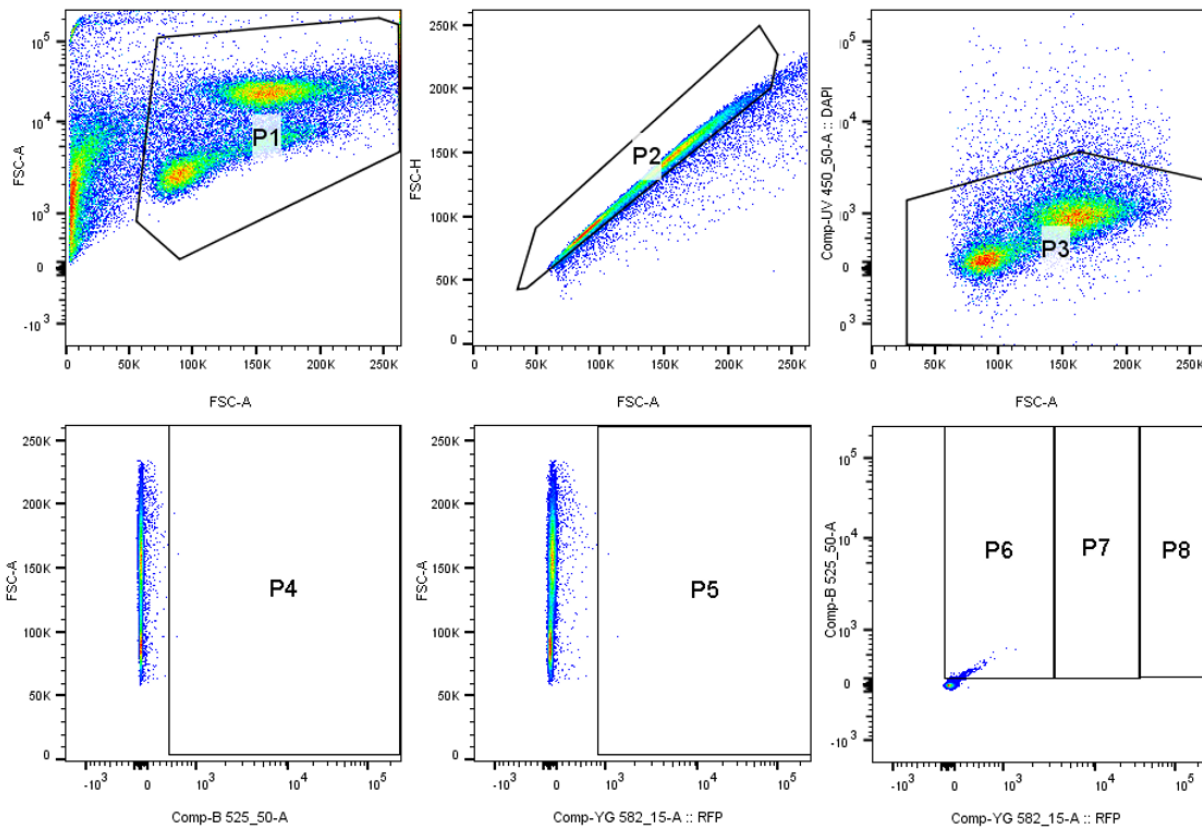 10^5
10^4
10^3
0
-10^3
FSC-A
P1
0 50K 100K 150K 200K 250K
FSC-A
250K
200K
150K
100K
50K
0
FSC-H
P2
0 50K 100K 150K 200K 250K
FSC-A
10^5
10^4
10^3
0
0^3
Comp-UV 450_50-A :: DAPI
P3
0 50K 100K 150K 200K 250K
FSC-A
250K
200K
150K
100K
50K
0
FSC-A
P4
-10^3 0 10^3 10^4 10^5
Comp-B 525_50-A
250K
200K
150K
100K
50K
0
FSC-A
P5
-10^3 0 10^3 10^4 10^5
Comp-YG 582_15-A :: RFP
10^5
10^4
10^3
0
-10^3
Comp-B 525_50-A
P6 P7 P8
-10^3 0 10^3 10^4 10^5
Comp-YG 582_15-A :: RFP